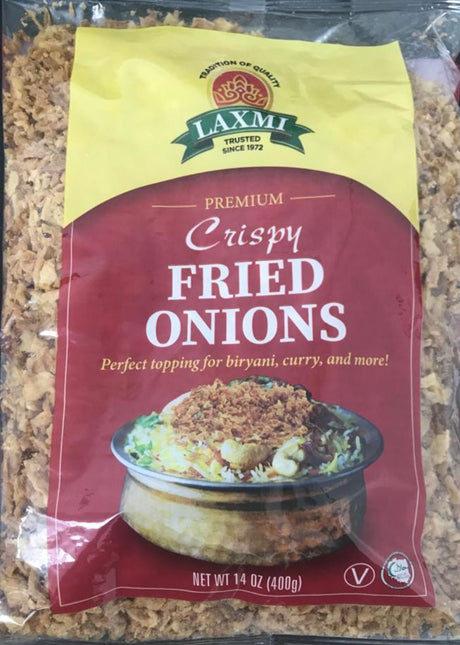 TRADITION OF QUALITY
LAXMI
TRUSTED
SINCE 1972
PREMIUM
Crispy
FRIED
ONIONS
Perfect topping for biryani, curry, and more!
NET WT 14 OZ (400g)
V